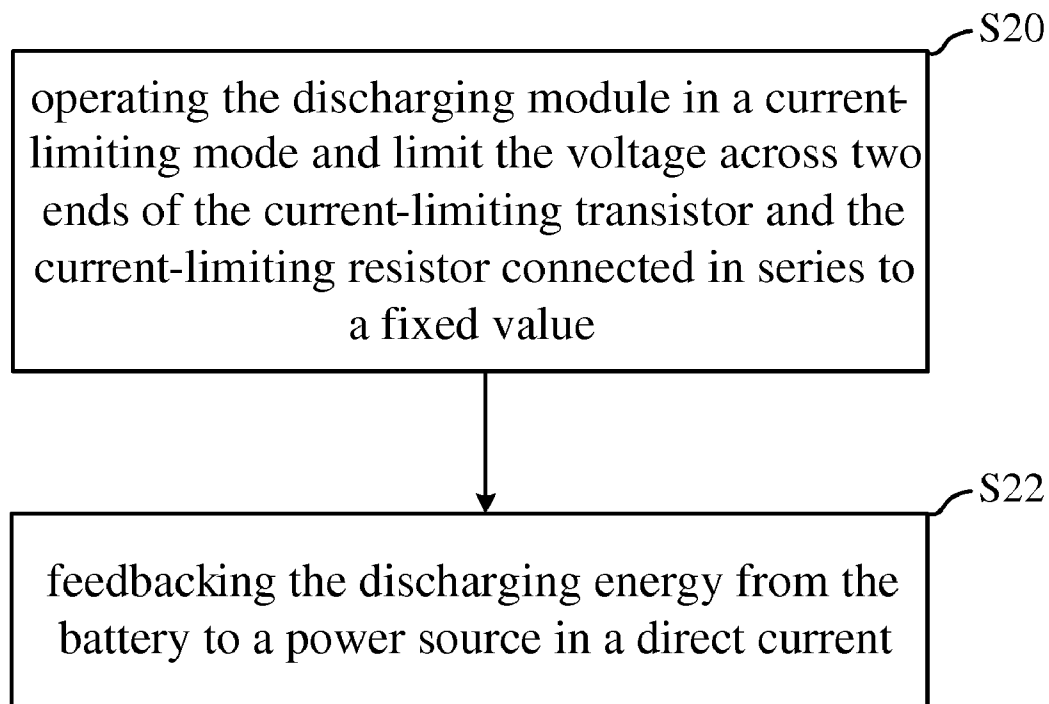 S20
operating the discharging module in a current-
limiting mode and limit the voltage across two
ends of the current-limiting transistor and the
current-limiting resistor connected in series to
a fixed value
S22
feedbacking the discharging energy from the
battery to a power source in a direct current